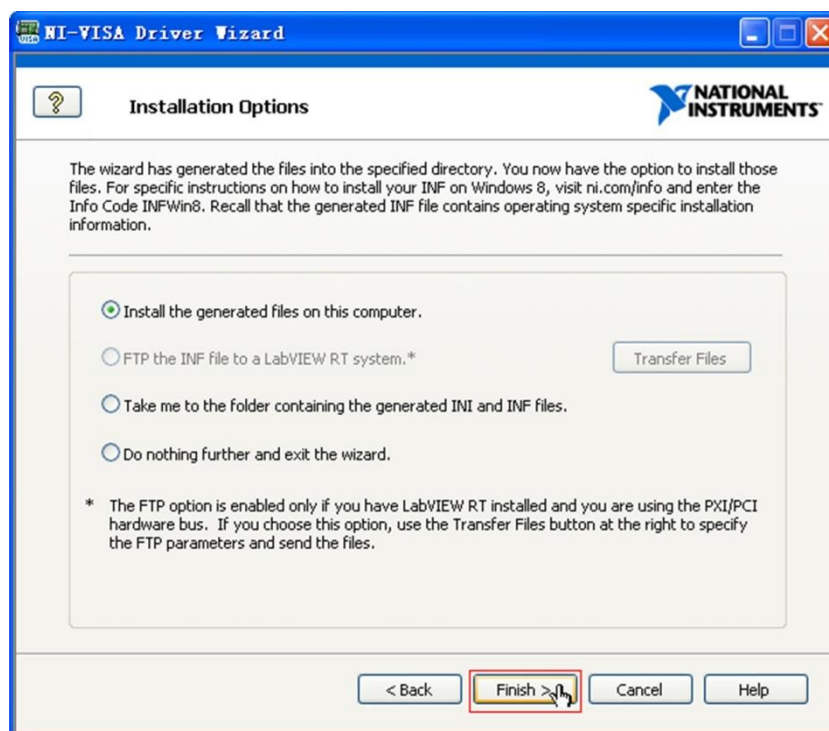 NI-VISA Driver Wizard
?
Installation Options
NATIONAL
INSTRUMENTS™
The wizard has generated the files into the specified directory. You now have the option to install those
files. For specific instructions on how to install your INF on Windows 8, visit ni.com/info and enter the
Info Code INFWin8. Recall that the generated INF file contains operating system specific installation
information.
Install the generated files on this computer.
FTP the INF file to a LabVIEW RT system.*
Transfer Files
Take me to the folder containing the generated INI and INF files.
Do nothing further and exit the wizard.
* The FTP option is enabled only if you have LabVIEW RT installed and you are using the PXI/PCI
hardware bus. If you choose this option, use the Transfer Files button at the right to specify
the FTP parameters and send the files.
< Back Finish > Cancel Help